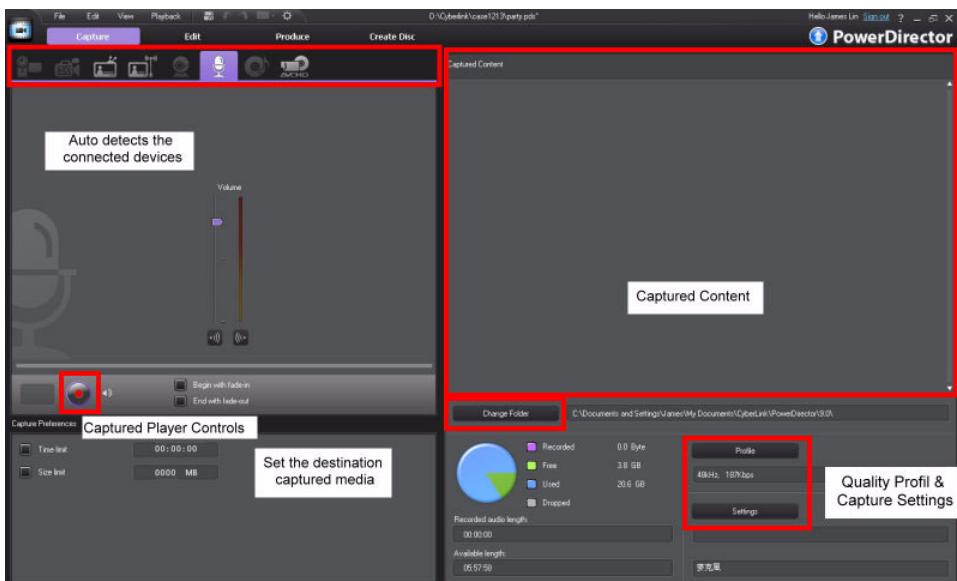 File Edit View Playback D:\Cyberlink\case1213\party.pds* Hello James Lin Sign out ?
Capture Edit Produce Create Disc PowerDirector
AVCHD
Captured Content
Auto detects the
connected devices
Volume
Captured Content
Begin with fade-in
End with fade-out
Captured Player Controls
Change Folder C:\Documents and Settings\James\My Documents\CyberLink\PowerDirector\9.0\
Capture Preferences
Time limit 00:00:00
Size limit 0000 MB
Set the destination
captured media
Recorded 0.0 Byte
Free 3.8 GB
Used 20.6 GB
Dropped
Profile
48kHz, 187Kbps
Settings
Quality Profil &
Capture Settings
Recorded audio length:
00:00:00
Available length:
05:57:50
麥克風